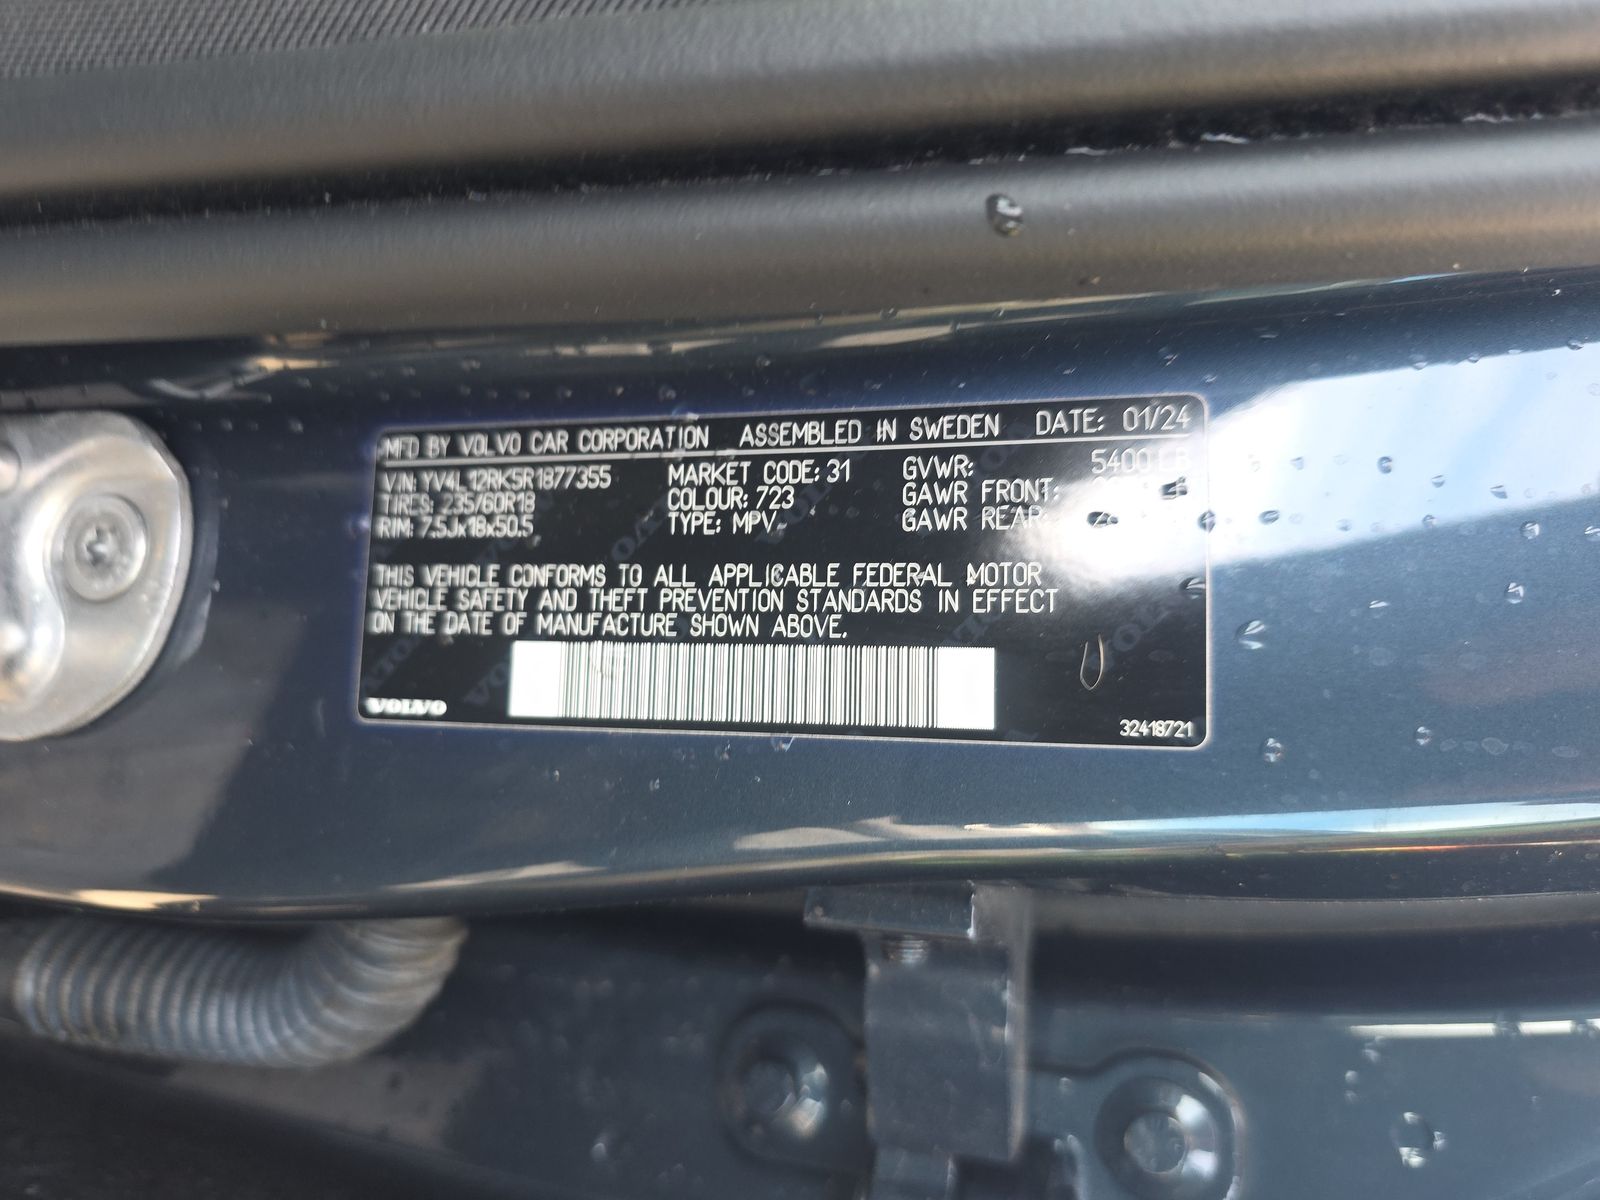 MFD BY VOLVO CAR CORPORATION ASSEMBLED IN SWEDEN DATE: 01/24
VIN: YV4L12RK5R1877355 MARKET CODE: 31 GVWR: 5400 LB
TIRES: 235/60R18 COLOUR: 723 GAWR FRONT:
RIM: 7.5Jx18x50.5 TYPE: MPV GAWR REAR:
THIS VEHICLE CONFORMS TO ALL APPLICABLE FEDERAL MOTOR
VEHICLE SAFETY AND THEFT PREVENTION STANDARDS IN EFFECT
ON THE DATE OF MANUFACTURE SHOWN ABOVE.
VOLVO 32418721